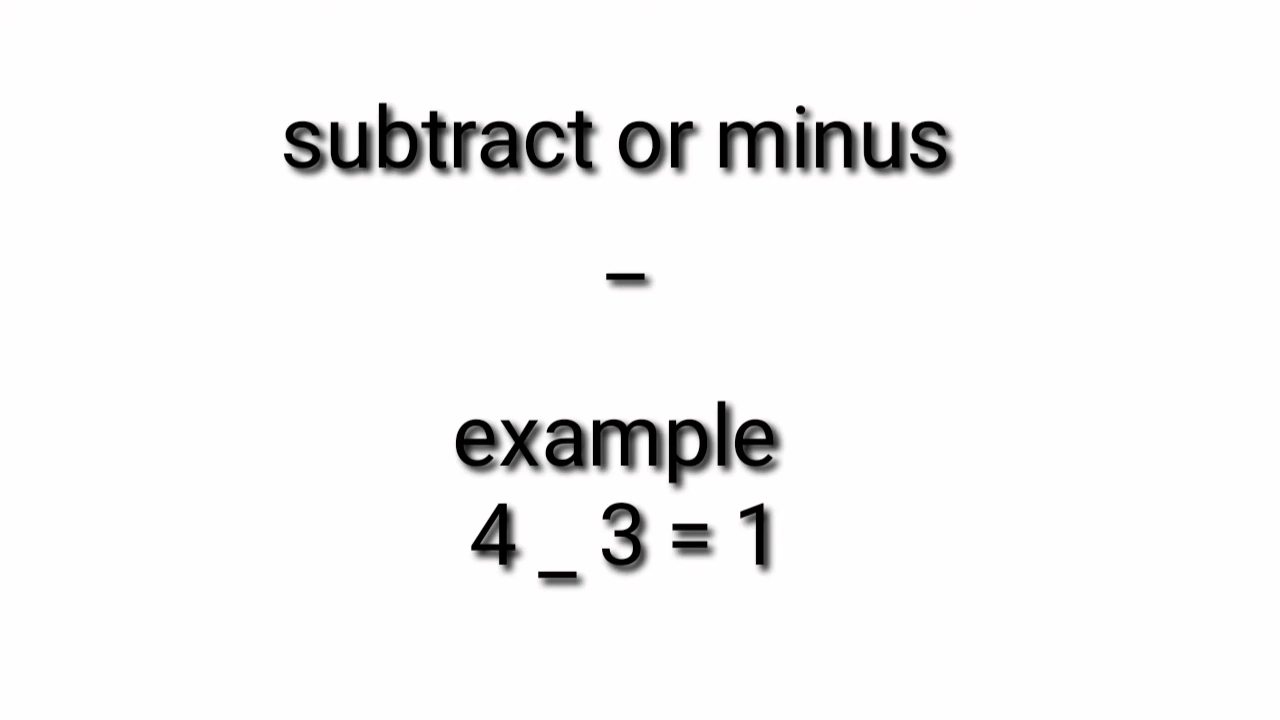 subtract or minus
_
example
4 _ 3 = 1